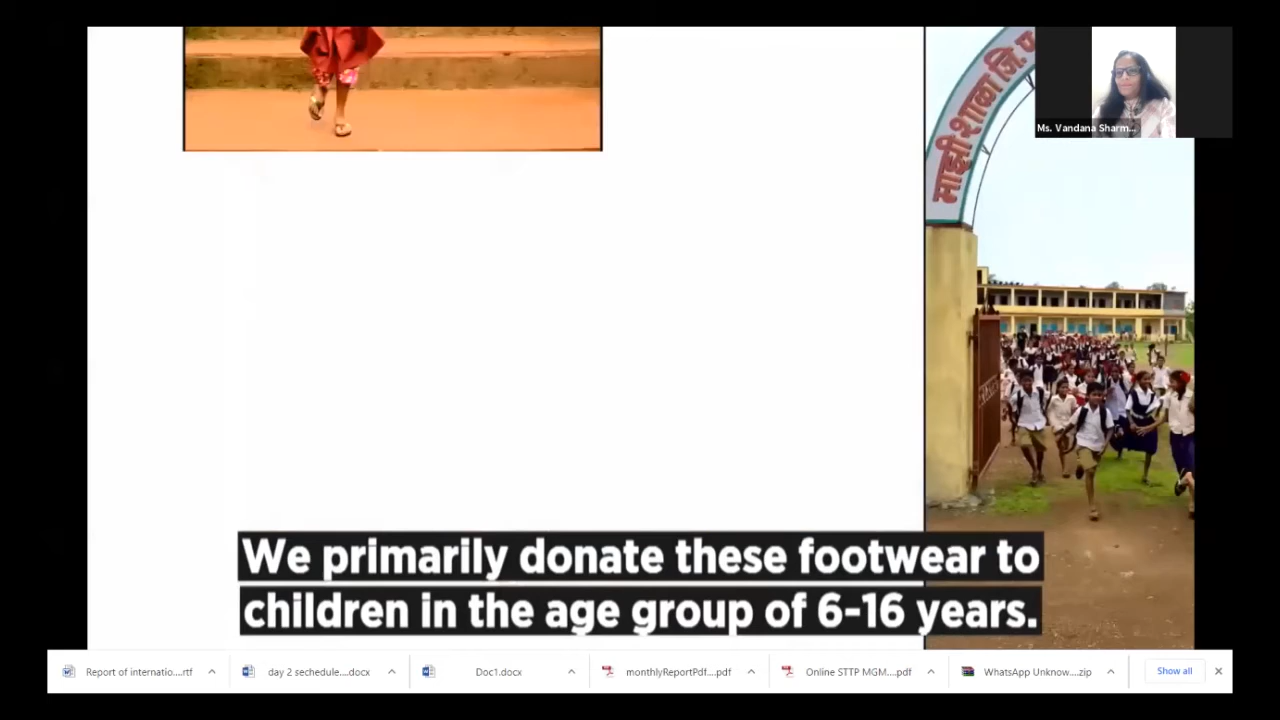 माझी शाळा जि. प
Ms. Vandana Sharm...
We primarily donate these footwear to
children in the age group of 6-16 years.
Report of internatio....rtf
day 2 sechedule....docx
Doc1.docx
monthlyReportPdf....pdf
Online STTP MGM....pdf
WhatsApp Unknow....zip
Show all